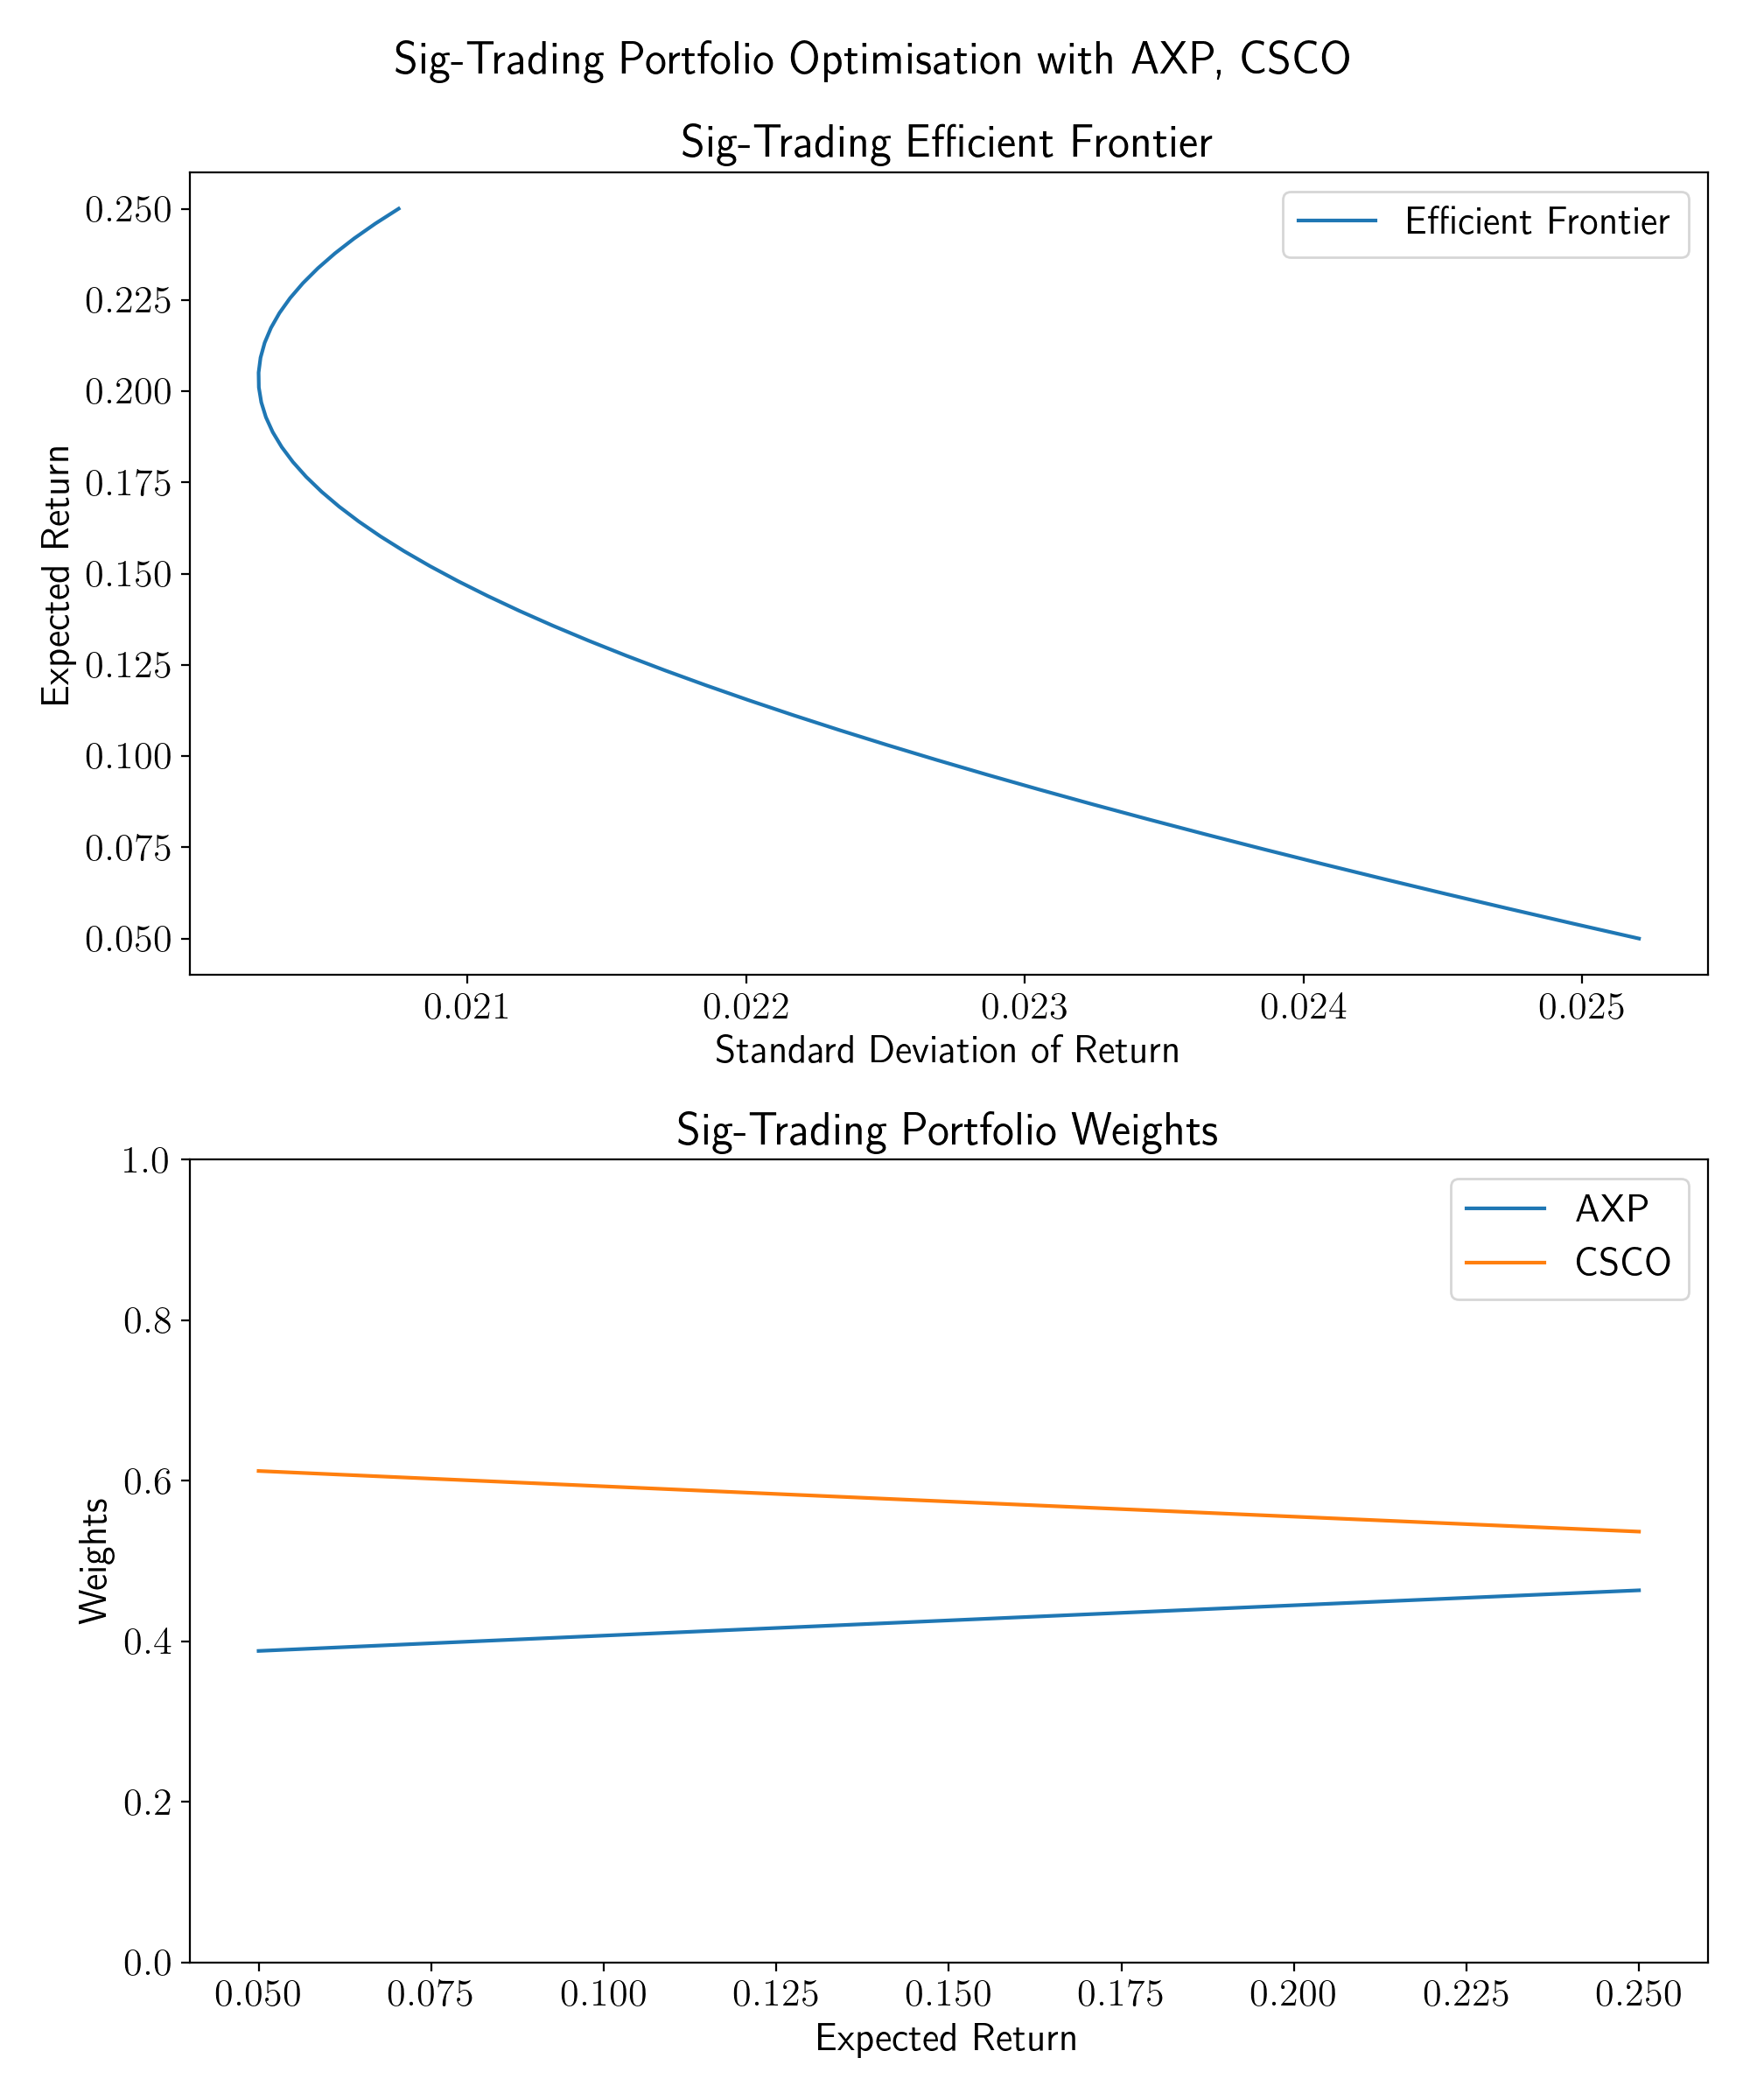 Sig-Trading Portfolio Optimisation with AXP, CSCO
Sig-Trading Efficient Frontier
Efficient Frontier
0.250
0.225
0.200
0.175
0.150
0.125
0.100
0.075
0.050
Expected Return
0.021 0.022 0.023 0.024 0.025
Standard Deviation of Return
Sig-Trading Portfolio Weights
AXP
CSCO
1.0
0.8
0.6
0.4
0.2
0.0
Weights
0.050 0.075 0.100 0.125 0.150 0.175 0.200 0.225 0.250
Expected Return